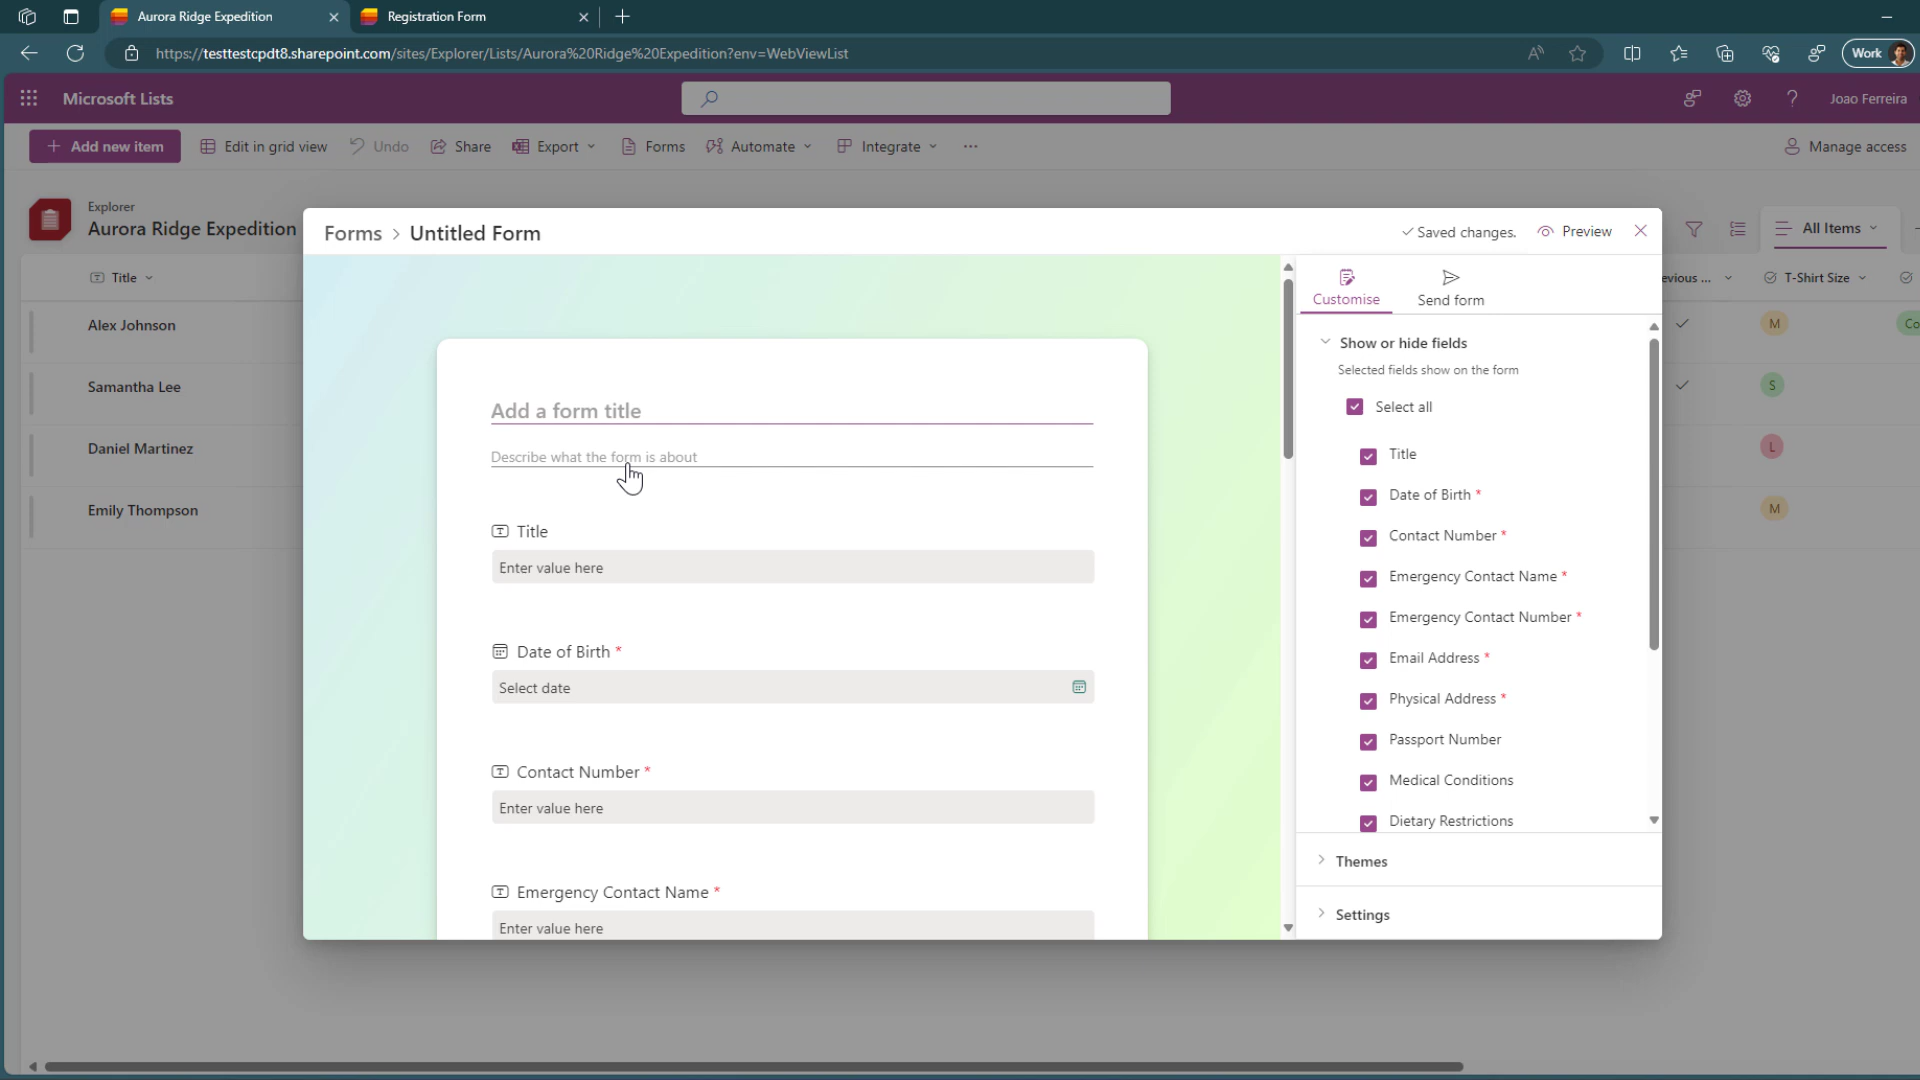 Aurora Ridge Expedition
Registration Form
https://testtestcpdt8.sharepoint.com/sites/Explorer/Lists/Aurora%20Ridge%20Expedition?env=WebViewList
Work
Microsoft Lists
Joao Ferreira
Add new item
Edit in grid view
Undo
Share
Export
Forms
Automate
Integrate
Manage access
Explorer
Aurora Ridge Expedition
All Items
Title
evious ...
T-Shirt Size
Alex Johnson
M
Co
Samantha Lee
S
Daniel Martinez
L
Emily Thompson
M
Forms > Untitled Form
Saved changes.
Preview
Add a form title
Describe what the form is about
Title
Enter value here
Date of Birth *
Select date
Contact Number *
Enter value here
Emergency Contact Name *
Enter value here
Customise
Send form
Show or hide fields
Selected fields show on the form
Select all
Title
Date of Birth *
Contact Number *
Emergency Contact Name *
Emergency Contact Number *
Email Address *
Physical Address *
Passport Number
Medical Conditions
Dietary Restrictions
Themes
Settings